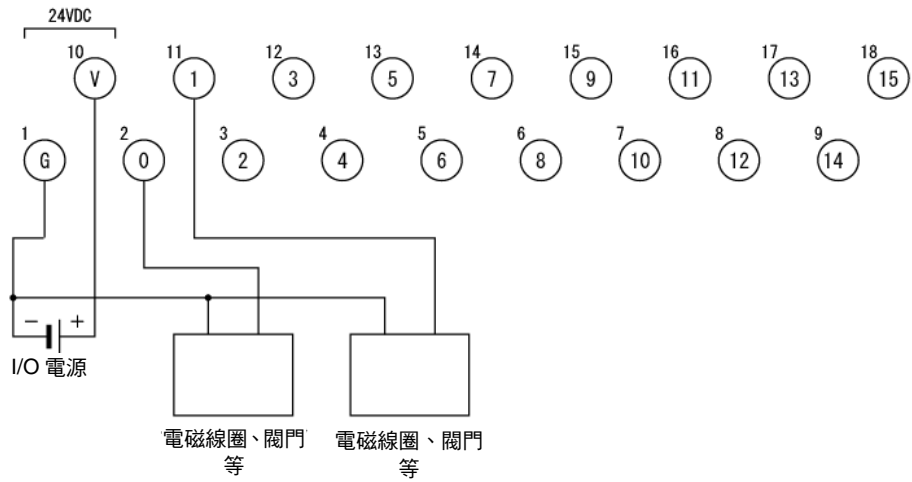 24VDC
10 11 12 13 14 15 16 17 18
V 1 3 5 7 9 11 13 15
1 2 3 4 5 6 7 8 9
G 0 2 4 6 8 10 12 14
− +
I/O 電源
電磁線圈、閥門 電磁線圈、閥門
等 等